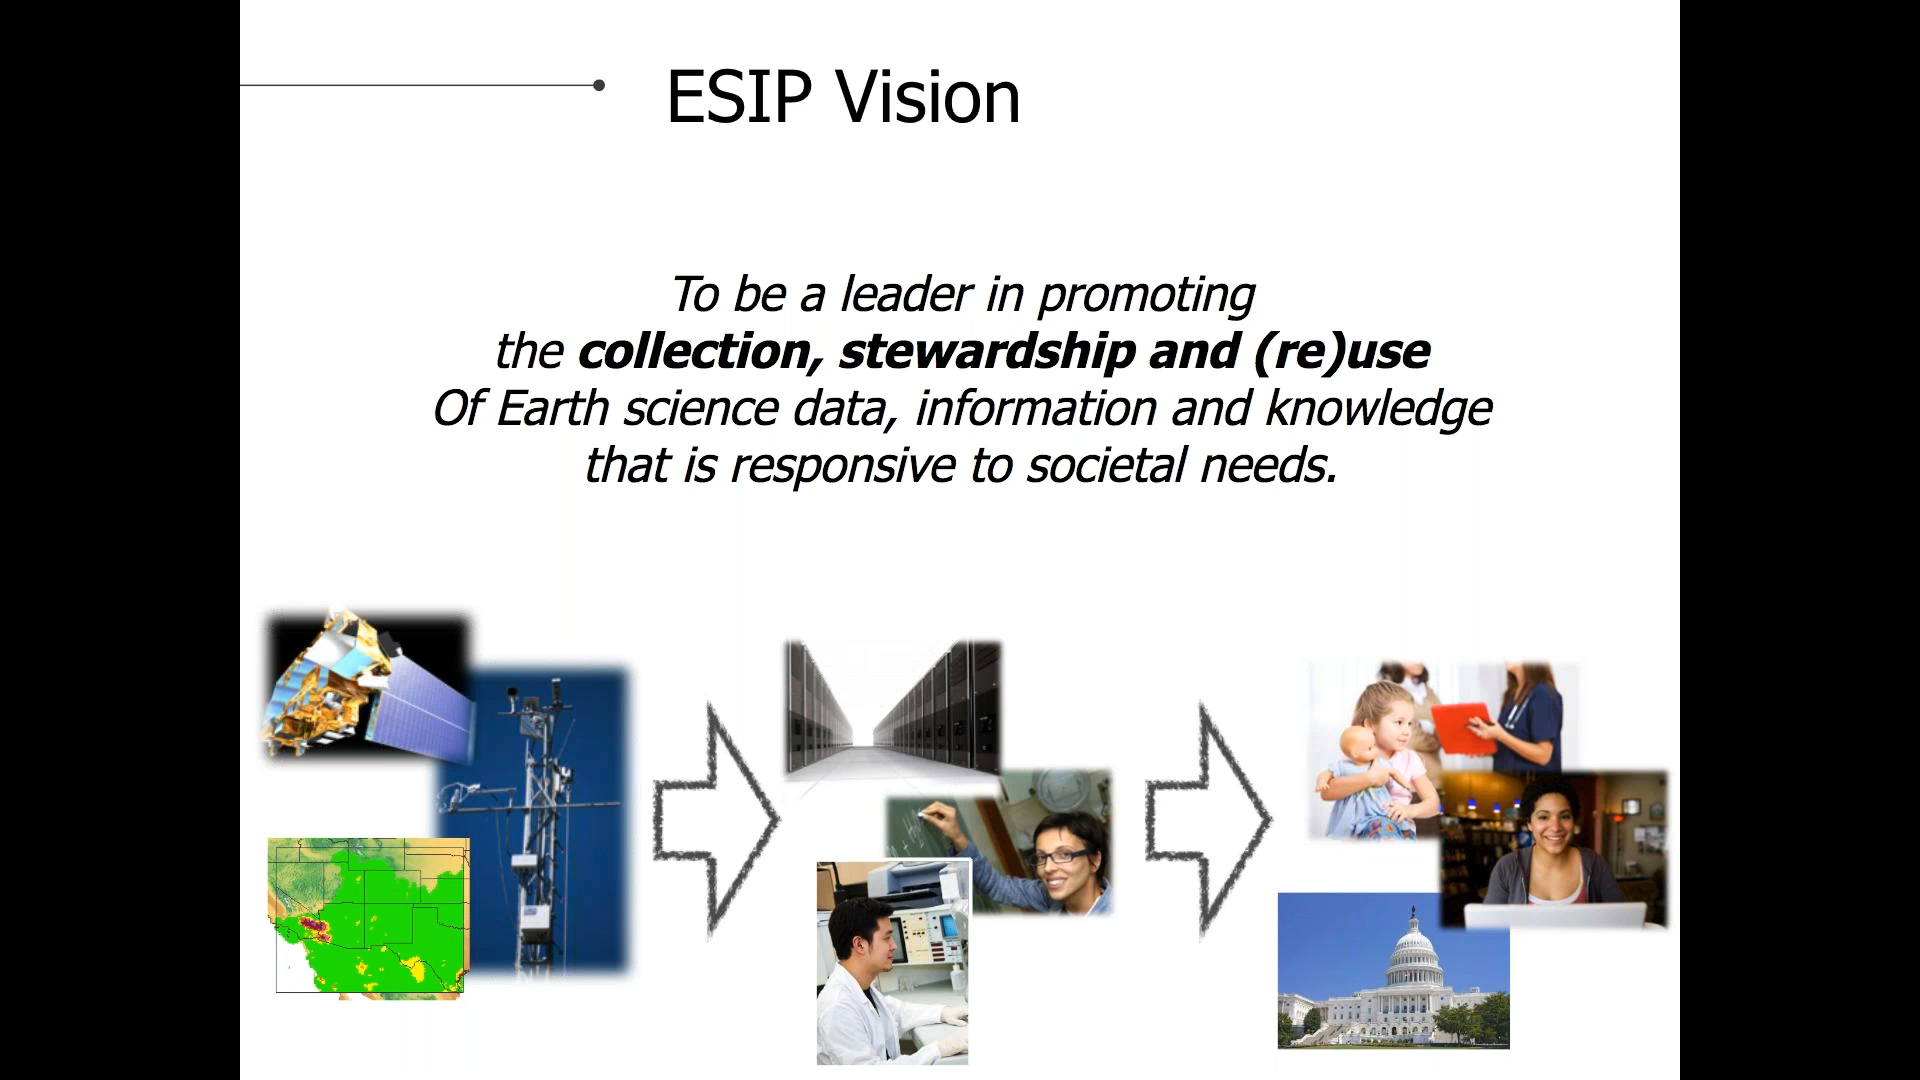 ESIP Vision
To be a leader in promoting
the collection, stewardship and (re)use
Of Earth science data, information and knowledge
that is responsive to societal needs.